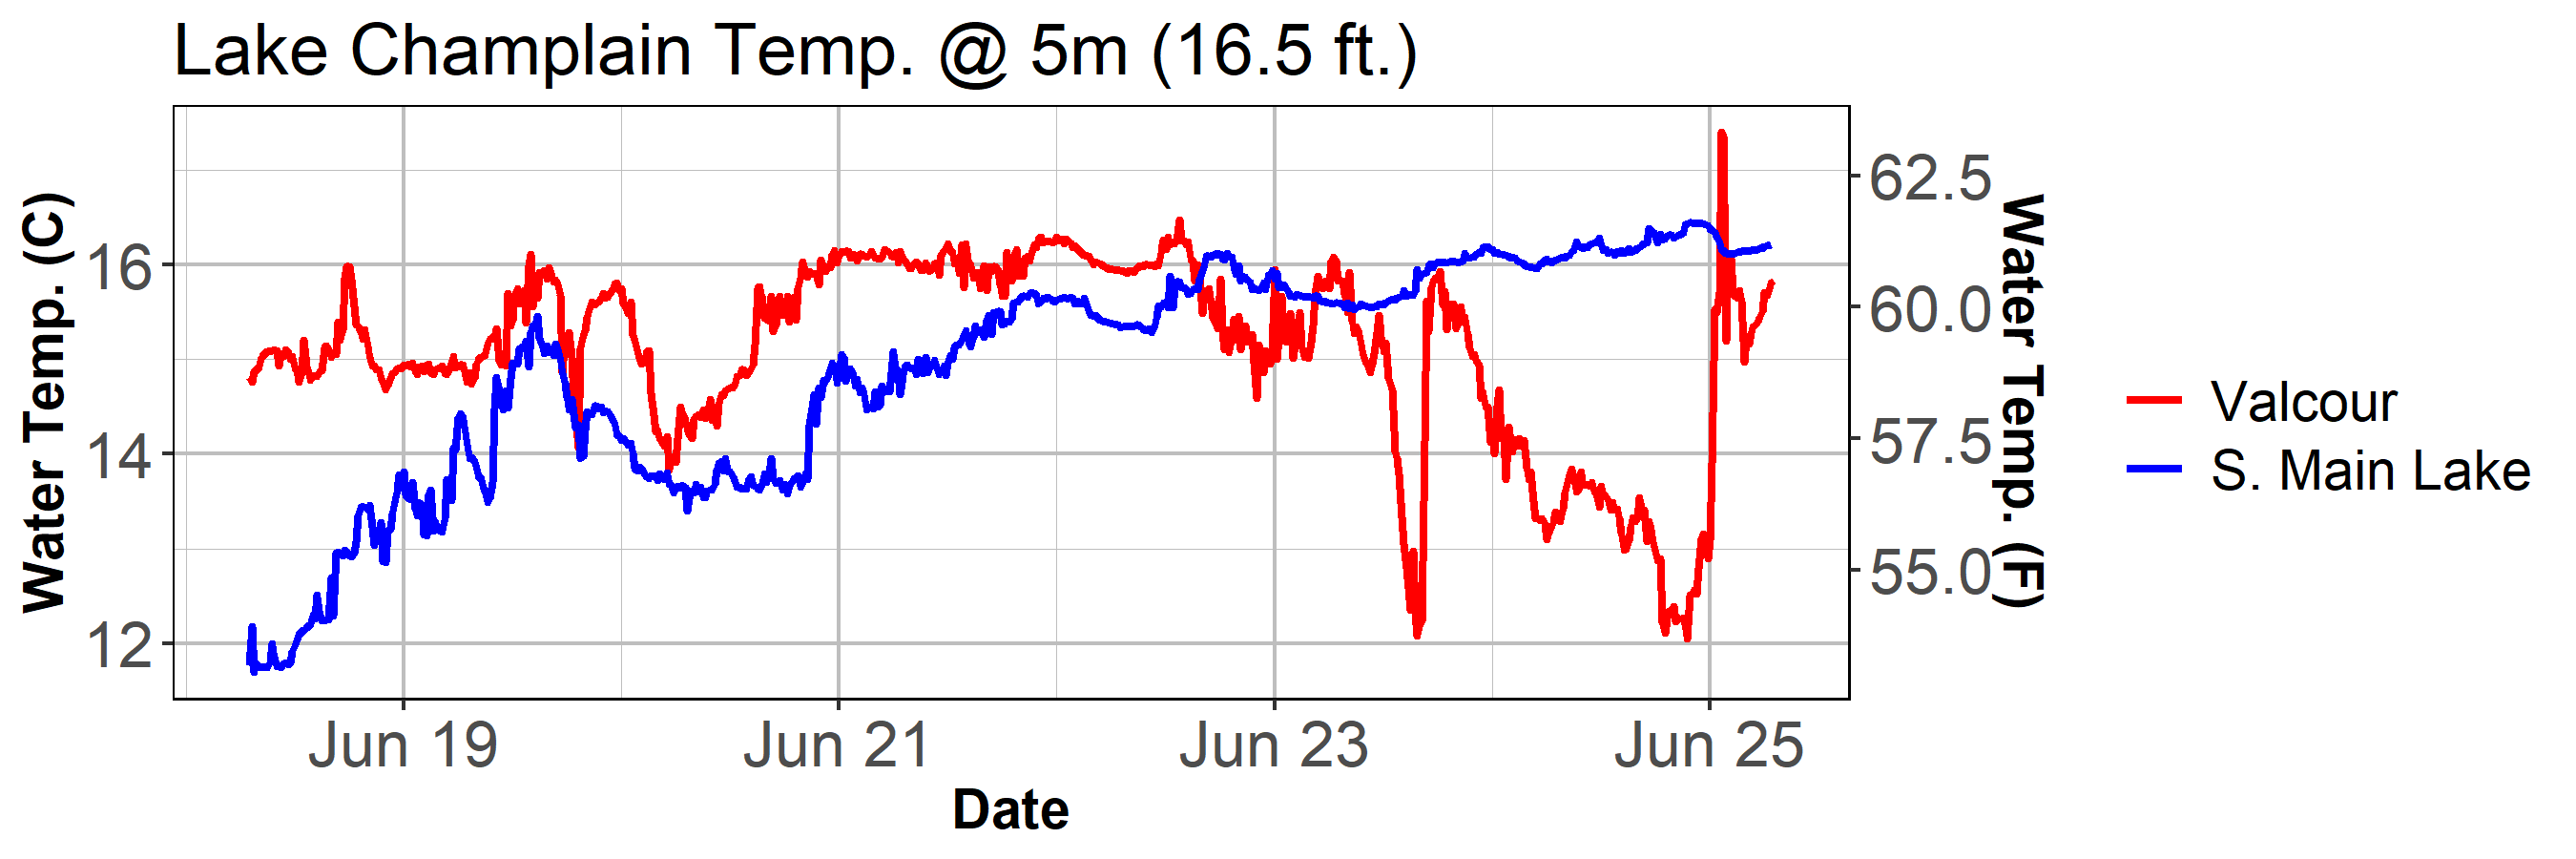 Lake Champlain Temp. @ 5m (16.5 ft.)
Water Temp. (C)
16
14
12
62.5
60.0
57.5
55.0
Water Temp. (F)
Jun 19
Jun 21
Jun 23
Jun 25
Date
Valcour
S. Main Lake